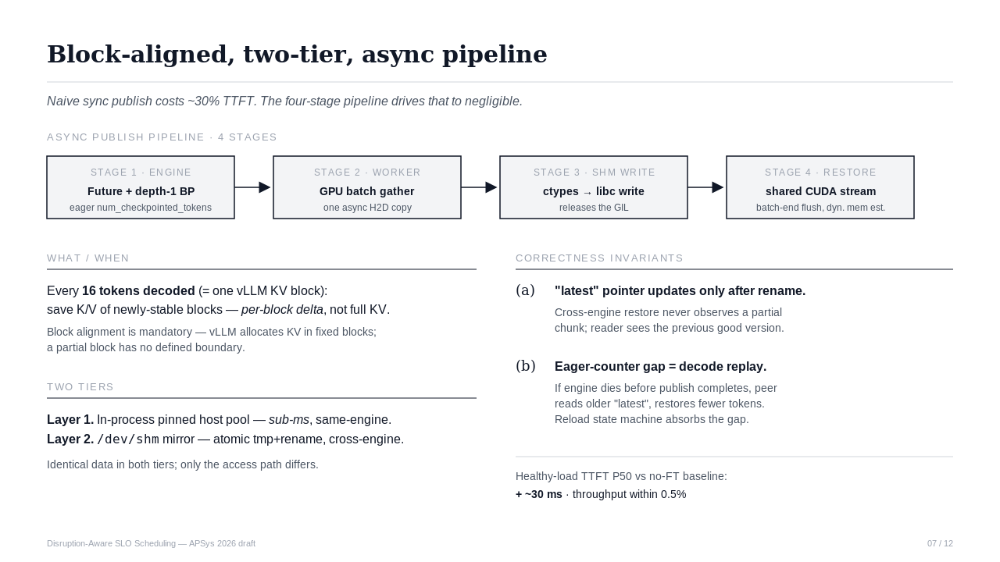 Block-aligned, two-tier, async pipeline
Naive sync publish costs ~30% TTFT. The four-stage pipeline drives that to negligible.
ASYNC PUBLISH PIPELINE · 4 STAGES
STAGE 1 · ENGINE
Future + depth-1 BP
eager num_checkpointed_tokens
STAGE 2 · WORKER
GPU batch gather
one async H2D copy
STAGE 3 · SHM WRITE
ctypes → libc write
releases the GIL
STAGE 4 · RESTORE
shared CUDA stream
batch-end flush, dyn. mem est.
WHAT / WHEN
Every 16 tokens decoded (= one vLLM KV block):
save K/V of newly-stable blocks — per-block delta, not full KV.
Block alignment is mandatory — vLLM allocates KV in fixed blocks;
a partial block has no defined boundary.
TWO TIERS
Layer 1. In-process pinned host pool — sub-ms, same-engine.
Layer 2. /dev/shm mirror — atomic tmp+rename, cross-engine.
Identical data in both tiers; only the access path differs.
CORRECTNESS INVARIANTS
(a) "latest" pointer updates only after rename.
Cross-engine restore never observes a partial
chunk; reader sees the previous good version.
(b) Eager-counter gap = decode replay.
If engine dies before publish completes, peer
reads older "latest", restores fewer tokens.
Reload state machine absorbs the gap.
Healthy-load TTFT P50 vs no-FT baseline:
+ ~30 ms · throughput within 0.5%
Disruption-Aware SLO Scheduling — APSys 2026 draft
07 / 12